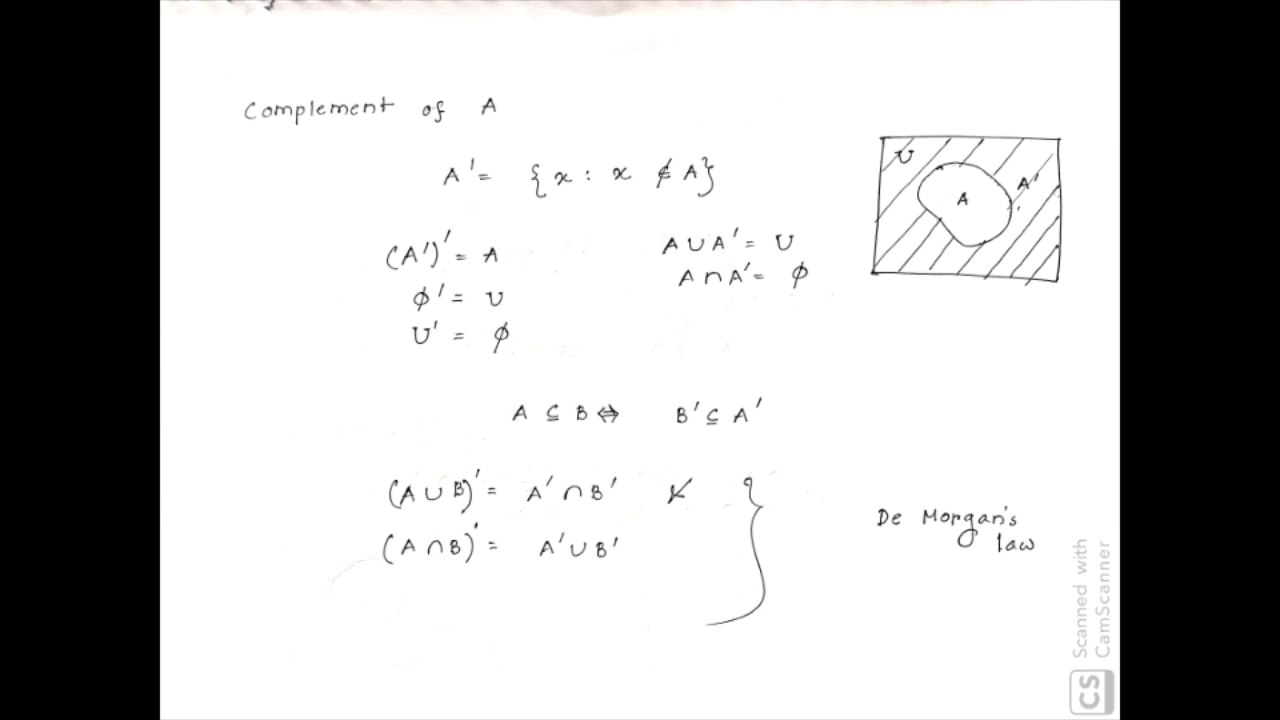 Complement of A
A' = {x : x ∉ A}
U
A
A'
(A')' = A
A ∪ A' = U
A ∩ A' = ϕ
ϕ' = U
U' = ϕ
A ⊆ B ⇔ B' ⊆ A'
(A ∪ B)' = A' ∩ B'
(A ∩ B)' = A' ∪ B'
De Morgan's
law
Scanned with
CamScanner
CS